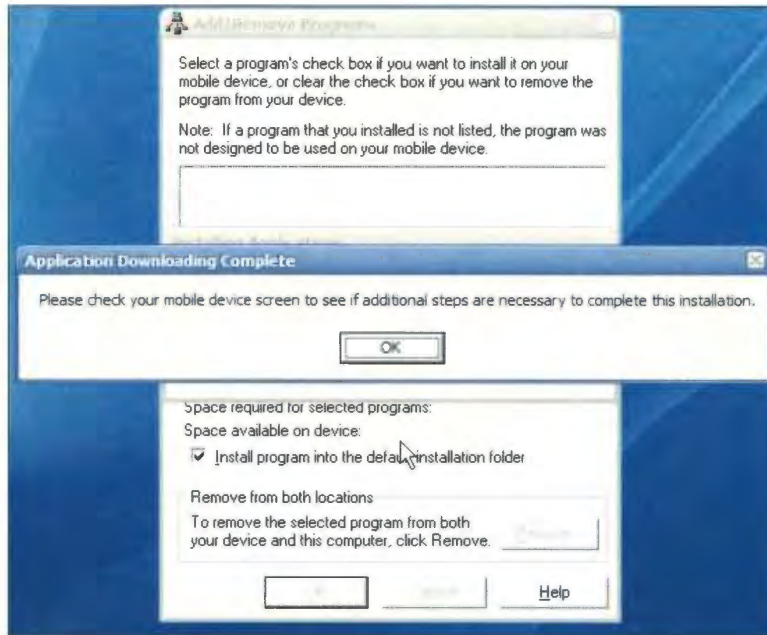 Add/Remove Programs
Select a program's check box if you want to install it on your
mobile device, or clear the check box if you want to remove the
program from your device.
Note: If a program that you installed is not listed, the program was
not designed to be used on your mobile device.
Application Downloading Complete
Please check your mobile device screen to see if additional steps are necessary to complete this installation.
OK
Space required for selected programs:
Space available on device:
Install program into the default installation folder
Remove from both locations
To remove the selected program from both
your device and this computer, click Remove.
Help